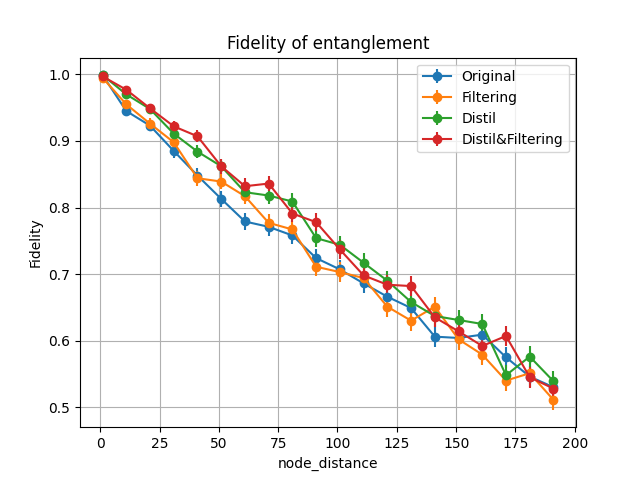 Fidelity of entanglement
Original
Filtering
Distil
Distil&Filtering
Fidelity
1.0
0.9
0.8
0.7
0.6
0.5
0 25 50 75 100 125 150 175 200
node_distance